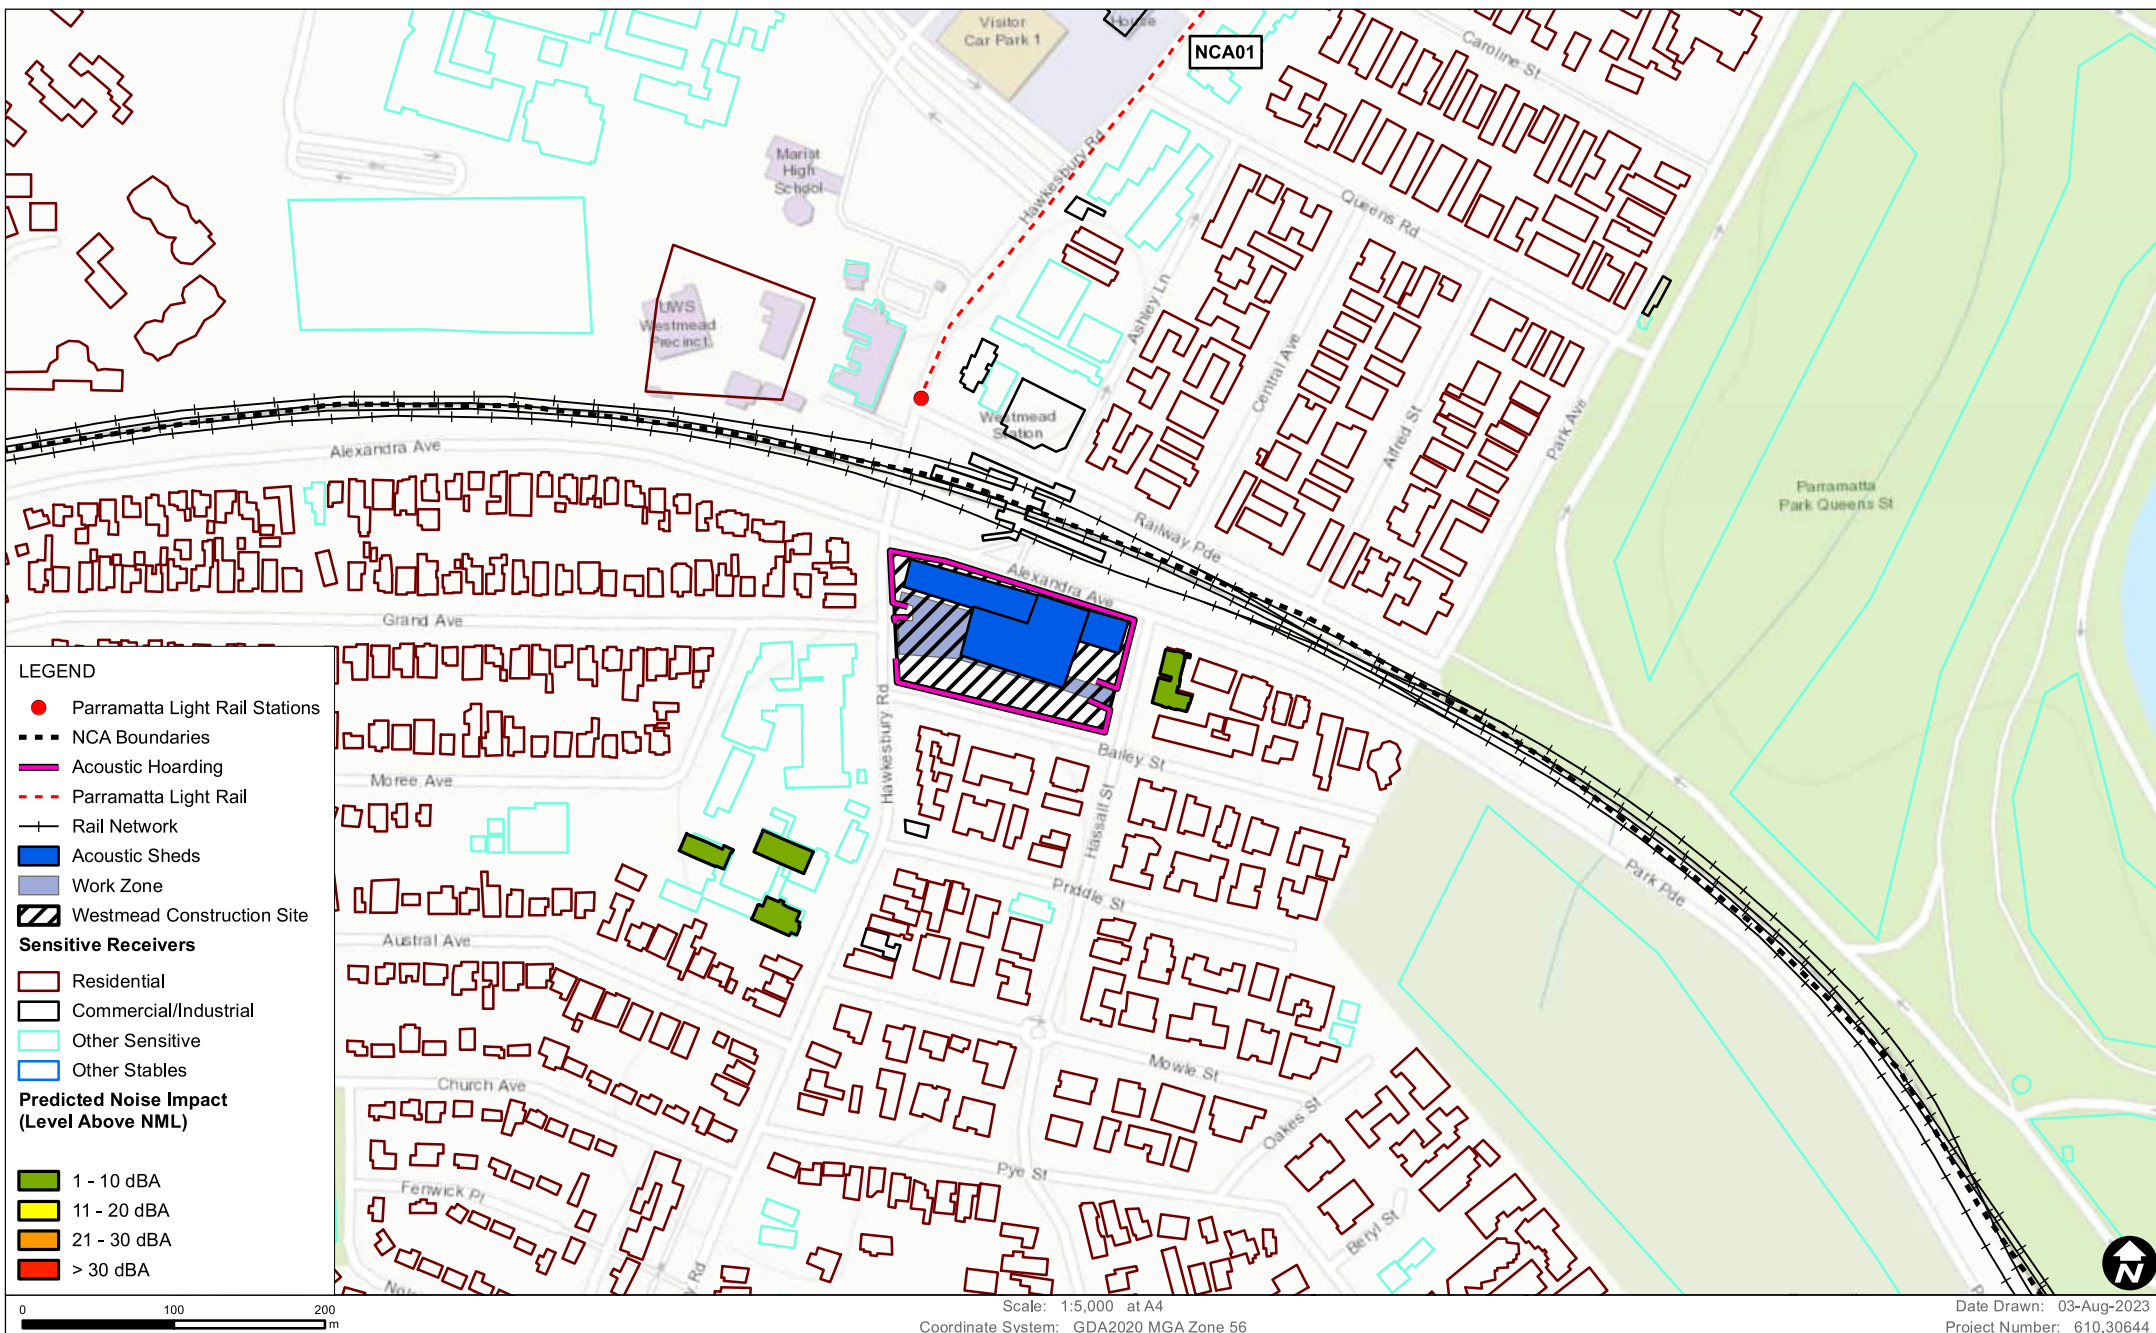 Visitor
Car Park 1
House
NCA01
Caroline St
Marist
High
School
Hawkesbury Rd
Queens Rd
UWS
Westmead
Precinct
Ashley Ln
Central Ave
Westmead
Station
Alfred St
Park Ave
Parramatta
Park Queens St
Alexandra Ave
Railway Pde
Alexandra Ave
Grand Ave
Hawkesbury Rd
Bailey St
Moree Ave
Hassall St
Priddle St
Park Pde
Austral Ave
Mowle St
Church Ave
Oakes St
Pye St
Fenwick Pl
Beryl St
y Rd
LEGEND
Parramatta Light Rail Stations
NCA Boundaries
Acoustic Hoarding
Parramatta Light Rail
Rail Network
Acoustic Sheds
Work Zone
Westmead Construction Site
Sensitive Receivers
Residential
Commercial/Industrial
Other Sensitive
Other Stables
Predicted Noise Impact
(Level Above NML)
1 - 10 dBA
11 - 20 dBA
21 - 30 dBA
> 30 dBA
N
0 100 200
m
Scale: 1:5,000 at A4
Coordinate System: GDA2020 MGA Zone 56
Date Drawn: 03-Aug-2023
Project Number: 610.30644